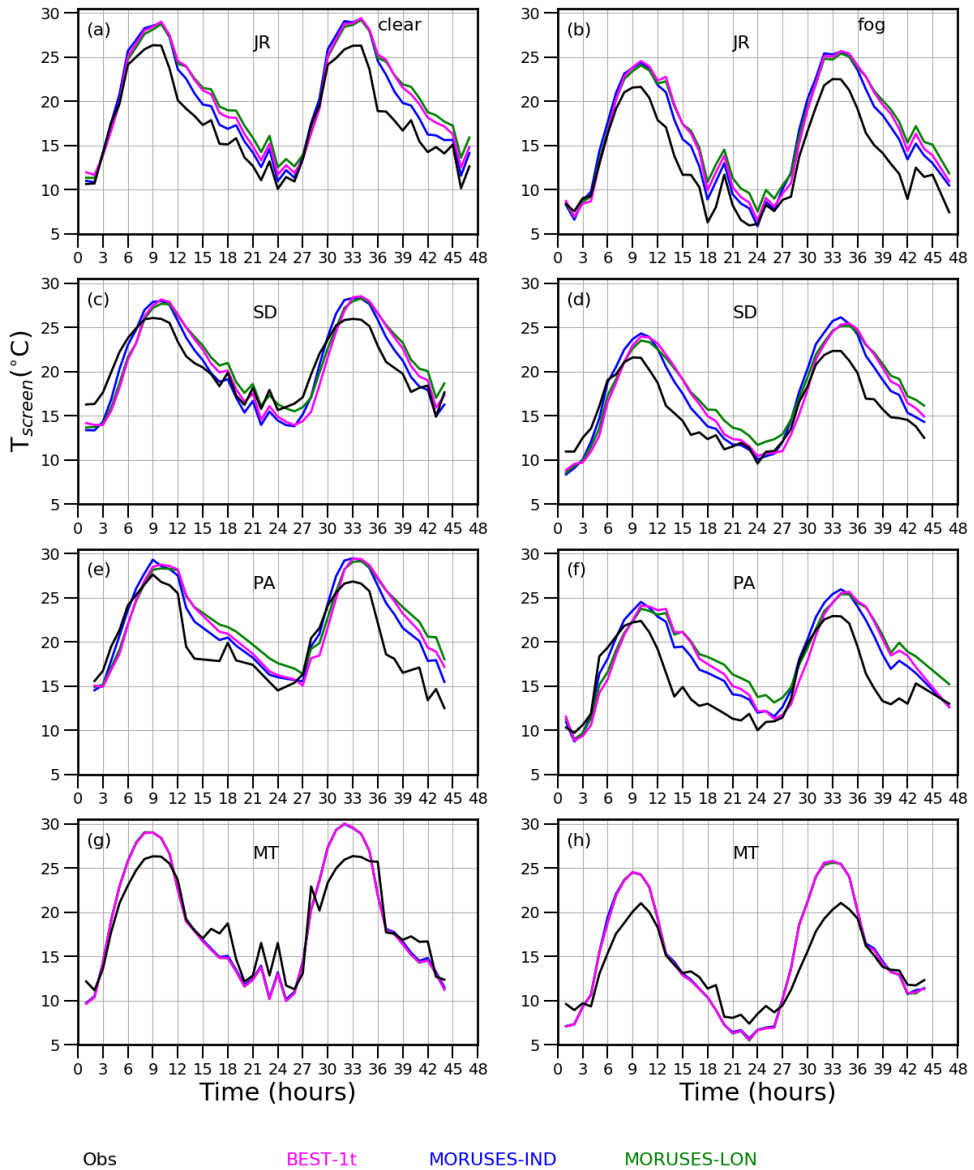 (a) JR clear
(b) JR fog
30
25
20
15
10
5
0 3 6 9 12 15 18 21 24 27 30 33 36 39 42 45 48
30
25
20
15
10
5
0 3 6 9 12 15 18 21 24 27 30 33 36 39 42 45 48
(c) SD
(d) SD
30
25
20
15
10
5
0 3 6 9 12 15 18 21 24 27 30 33 36 39 42 45 48
30
25
20
15
10
5
0 3 6 9 12 15 18 21 24 27 30 33 36 39 42 45 48
T_screen(°C)
(e) PA
(f) PA
30
25
20
15
10
5
0 3 6 9 12 15 18 21 24 27 30 33 36 39 42 45 48
30
25
20
15
10
5
0 3 6 9 12 15 18 21 24 27 30 33 36 39 42 45 48
(g) MT
(h) MT
30
25
20
15
10
5
0 3 6 9 12 15 18 21 24 27 30 33 36 39 42 45 48
30
25
20
15
10
5
0 3 6 9 12 15 18 21 24 27 30 33 36 39 42 45 48
Time (hours) Time (hours)
Obs BEST-1t MORUSES-IND MORUSES-LON